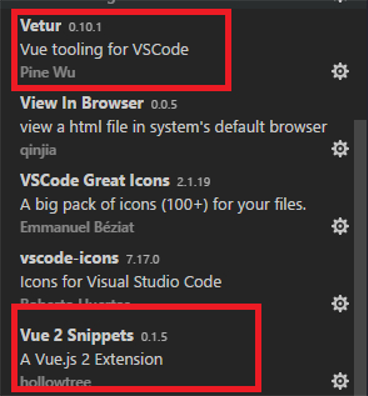 Vetur 0.10.1
Vue tooling for VSCode
Pine Wu
View In Browser 0.0.5
view a html file in system's default browser
qinjia
VSCode Great Icons 2.1.19
A big pack of icons (100+) for your files.
Emmanuel Béziat
vscode-icons 7.17.0
Icons for Visual Studio Code
Roberto Huertas
Vue 2 Snippets 0.1.5
A Vue.js 2 Extension
hollowtree